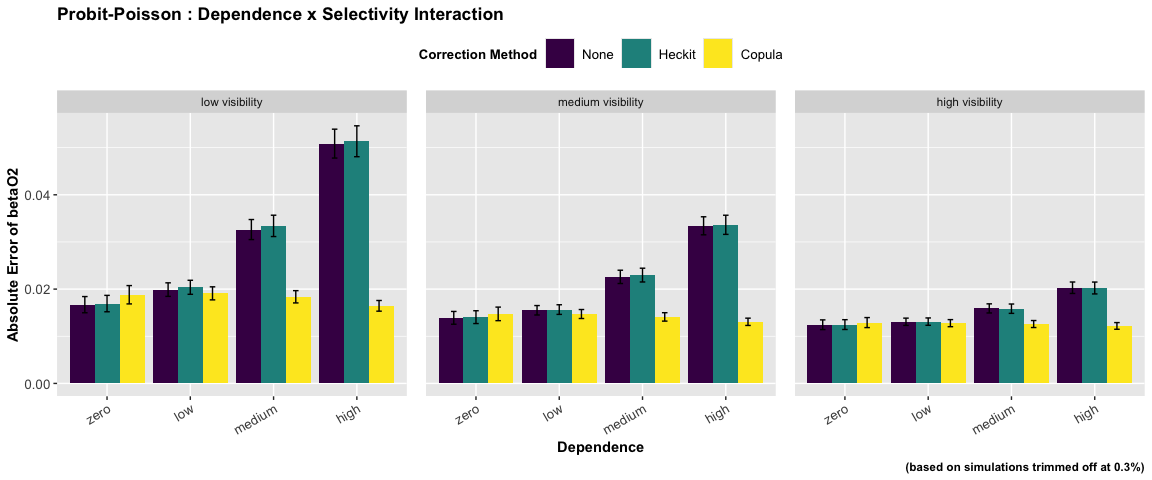 Probit-Poisson : Dependence x Selectivity Interaction
Correction Method None Heckit Copula
low visibility medium visibility high visibility
Absolute Error of betaO2
0.04
0.02
0.00
zero low medium high zero low medium high zero low medium high
Dependence
(based on simulations trimmed off at 0.3%)